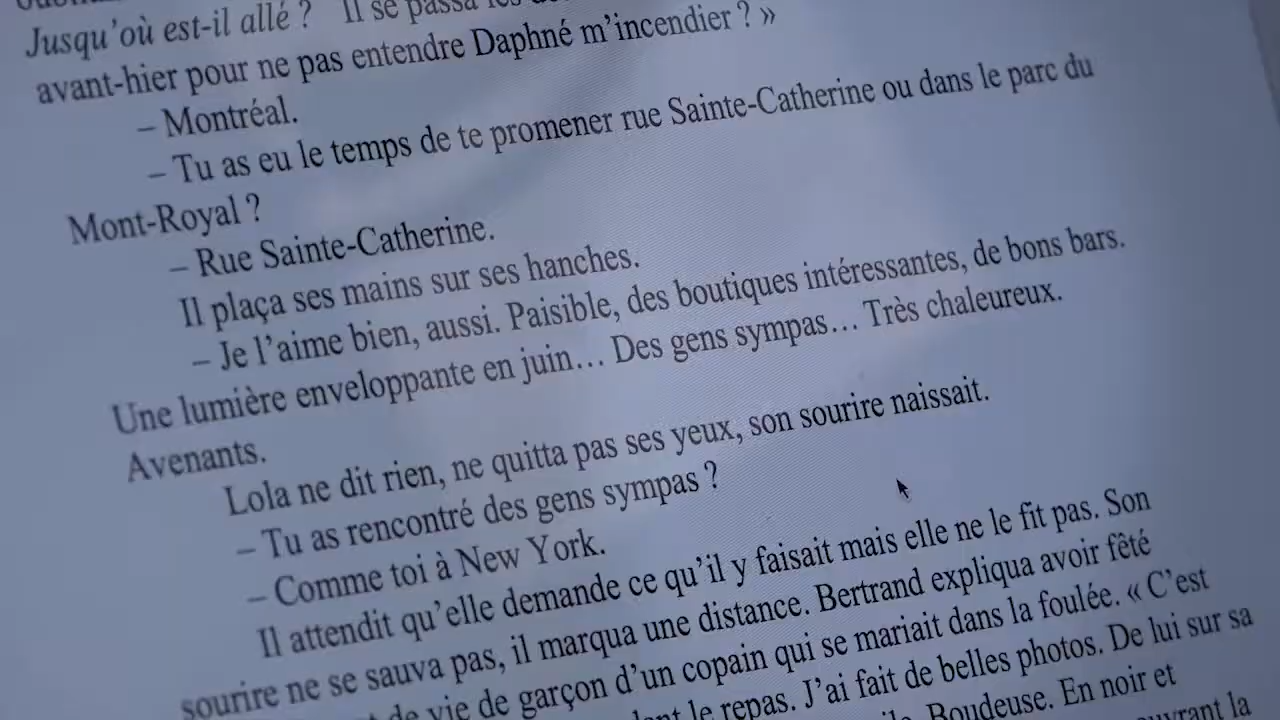 Jusqu'où est-il allé ? Il se passa les
avant-hier pour ne pas entendre Daphné m'incendier ? »
– Montréal.
– Tu as eu le temps de te promener rue Sainte-Catherine ou dans le parc du
Mont-Royal ?
– Rue Sainte-Catherine.
Il plaça ses mains sur ses hanches.
– Je l'aime bien, aussi. Paisible, des boutiques intéressantes, de bons bars.
Une lumière enveloppante en juin… Des gens sympas… Très chaleureux.
Avenants.
Lola ne dit rien, ne quitta pas ses yeux, son sourire naissait.
– Tu as rencontré des gens sympas ?
– Comme toi à New York.
Il attendit qu'elle demande ce qu'il y faisait mais elle ne le fit pas. Son
sourire ne se sauva pas, il marqua une distance. Bertrand expliqua avoir fêté
de vie de garçon d'un copain qui se mariait dans la foulée. « C'est
le repas. J'ai fait de belles photos. De lui sur sa
Boudeuse. En noir et
la